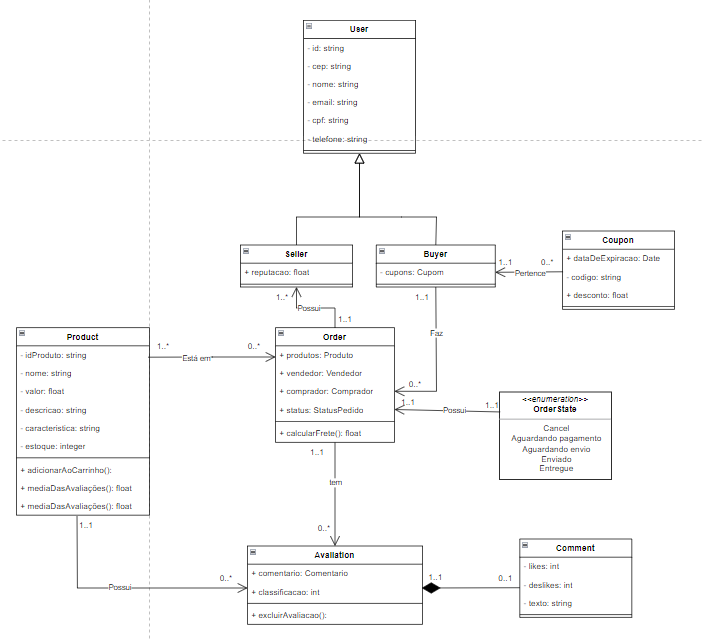 User
- id: string
- cep: string
- nome: string
- email: string
- cpf: string
- telefone: string
Seller
+ reputacao: float
Buyer
- cupons: Cupom
Coupon
+ dataDeExpiracao: Date
- codigo: string
+ desconto: float
1..1
0..*
Pertence
1..*
Possui
1..1
1..1
Faz
0..*
Product
- idProduto: string
- nome: string
- valor: float
- descricao: string
- característica: string
- estoque: integer
+ adicionarAoCarrinho():
+ mediaDasAvaliações(): float
+ mediaDasAvaliações(): float
1..*
Está em"
0..*
Order
+ produtos: Produto
+ vendedor: Vendedor
+ comprador: Comprador
+ status: StatusPedido
+ calcularFrete(): float
1..1
Possui
1..1
<<enumeration>>
OrderState
Cancel
Aguardando pagamento
Aguardando envio
Enviado
Entregue
1..1
tem
0..*
1..1
Possui
0..*
Avaliation
+ comentario: Comentario
+ classificacao: int
+ excluirAvaliacao():
1..1
0..1
Comment
- likes: int
- deslikes: int
- texto: string